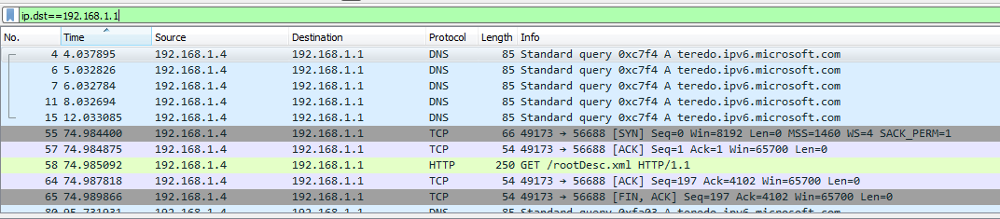 ip.dst==192.168.1.1
No. Time Source Destination Protocol Length Info
4 4.037895 192.168.1.4 192.168.1.1 DNS 85 Standard query 0xc7f4 A teredo.ipv6.microsoft.com
6 5.032826 192.168.1.4 192.168.1.1 DNS 85 Standard query 0xc7f4 A teredo.ipv6.microsoft.com
7 6.032784 192.168.1.4 192.168.1.1 DNS 85 Standard query 0xc7f4 A teredo.ipv6.microsoft.com
11 8.032694 192.168.1.4 192.168.1.1 DNS 85 Standard query 0xc7f4 A teredo.ipv6.microsoft.com
15 12.033085 192.168.1.4 192.168.1.1 DNS 85 Standard query 0xc7f4 A teredo.ipv6.microsoft.com
55 74.984400 192.168.1.4 192.168.1.1 TCP 66 49173 → 56688 [SYN] Seq=0 Win=8192 Len=0 MSS=1460 WS=4 SACK_PERM=1
57 74.984875 192.168.1.4 192.168.1.1 TCP 54 49173 → 56688 [ACK] Seq=1 Ack=1 Win=65700 Len=0
58 74.985092 192.168.1.4 192.168.1.1 HTTP 250 GET /rootDesc.xml HTTP/1.1
64 74.987818 192.168.1.4 192.168.1.1 TCP 54 49173 → 56688 [ACK] Seq=197 Ack=4102 Win=65700 Len=0
65 74.989866 192.168.1.4 192.168.1.1 TCP 54 49173 → 56688 [FIN, ACK] Seq=197 Ack=4102 Win=65700 Len=0
80 95.731931 192.168.1.4 192.168.1.1 DNS 85 Standard query 0xfa03 A teredo.ipv6.microsoft.com